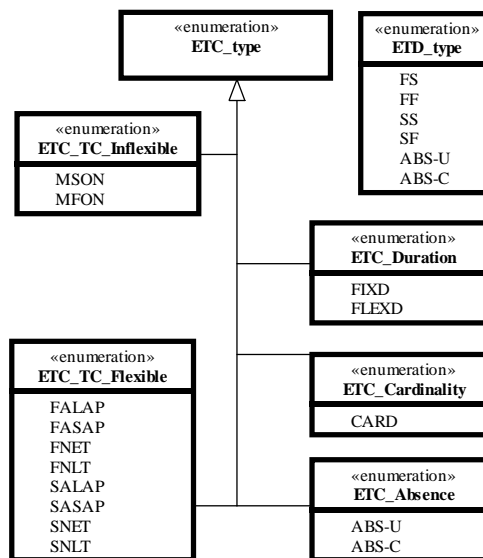 «enumeration»
ETC_type
«enumeration»
ETD_type
FS
FF
SS
SF
ABS-U
ABS-C
«enumeration»
ETC_TC_Inflexible
MSON
MFON
«enumeration»
ETC_Duration
FIXD
FLEXD
«enumeration»
ETC_TC_Flexible
FALAP
FASAP
FNET
FNLT
SALAP
SASAP
SNET
SNLT
«enumeration»
ETC_Cardinality
CARD
«enumeration»
ETC_Absence
ABS-U
ABS-C